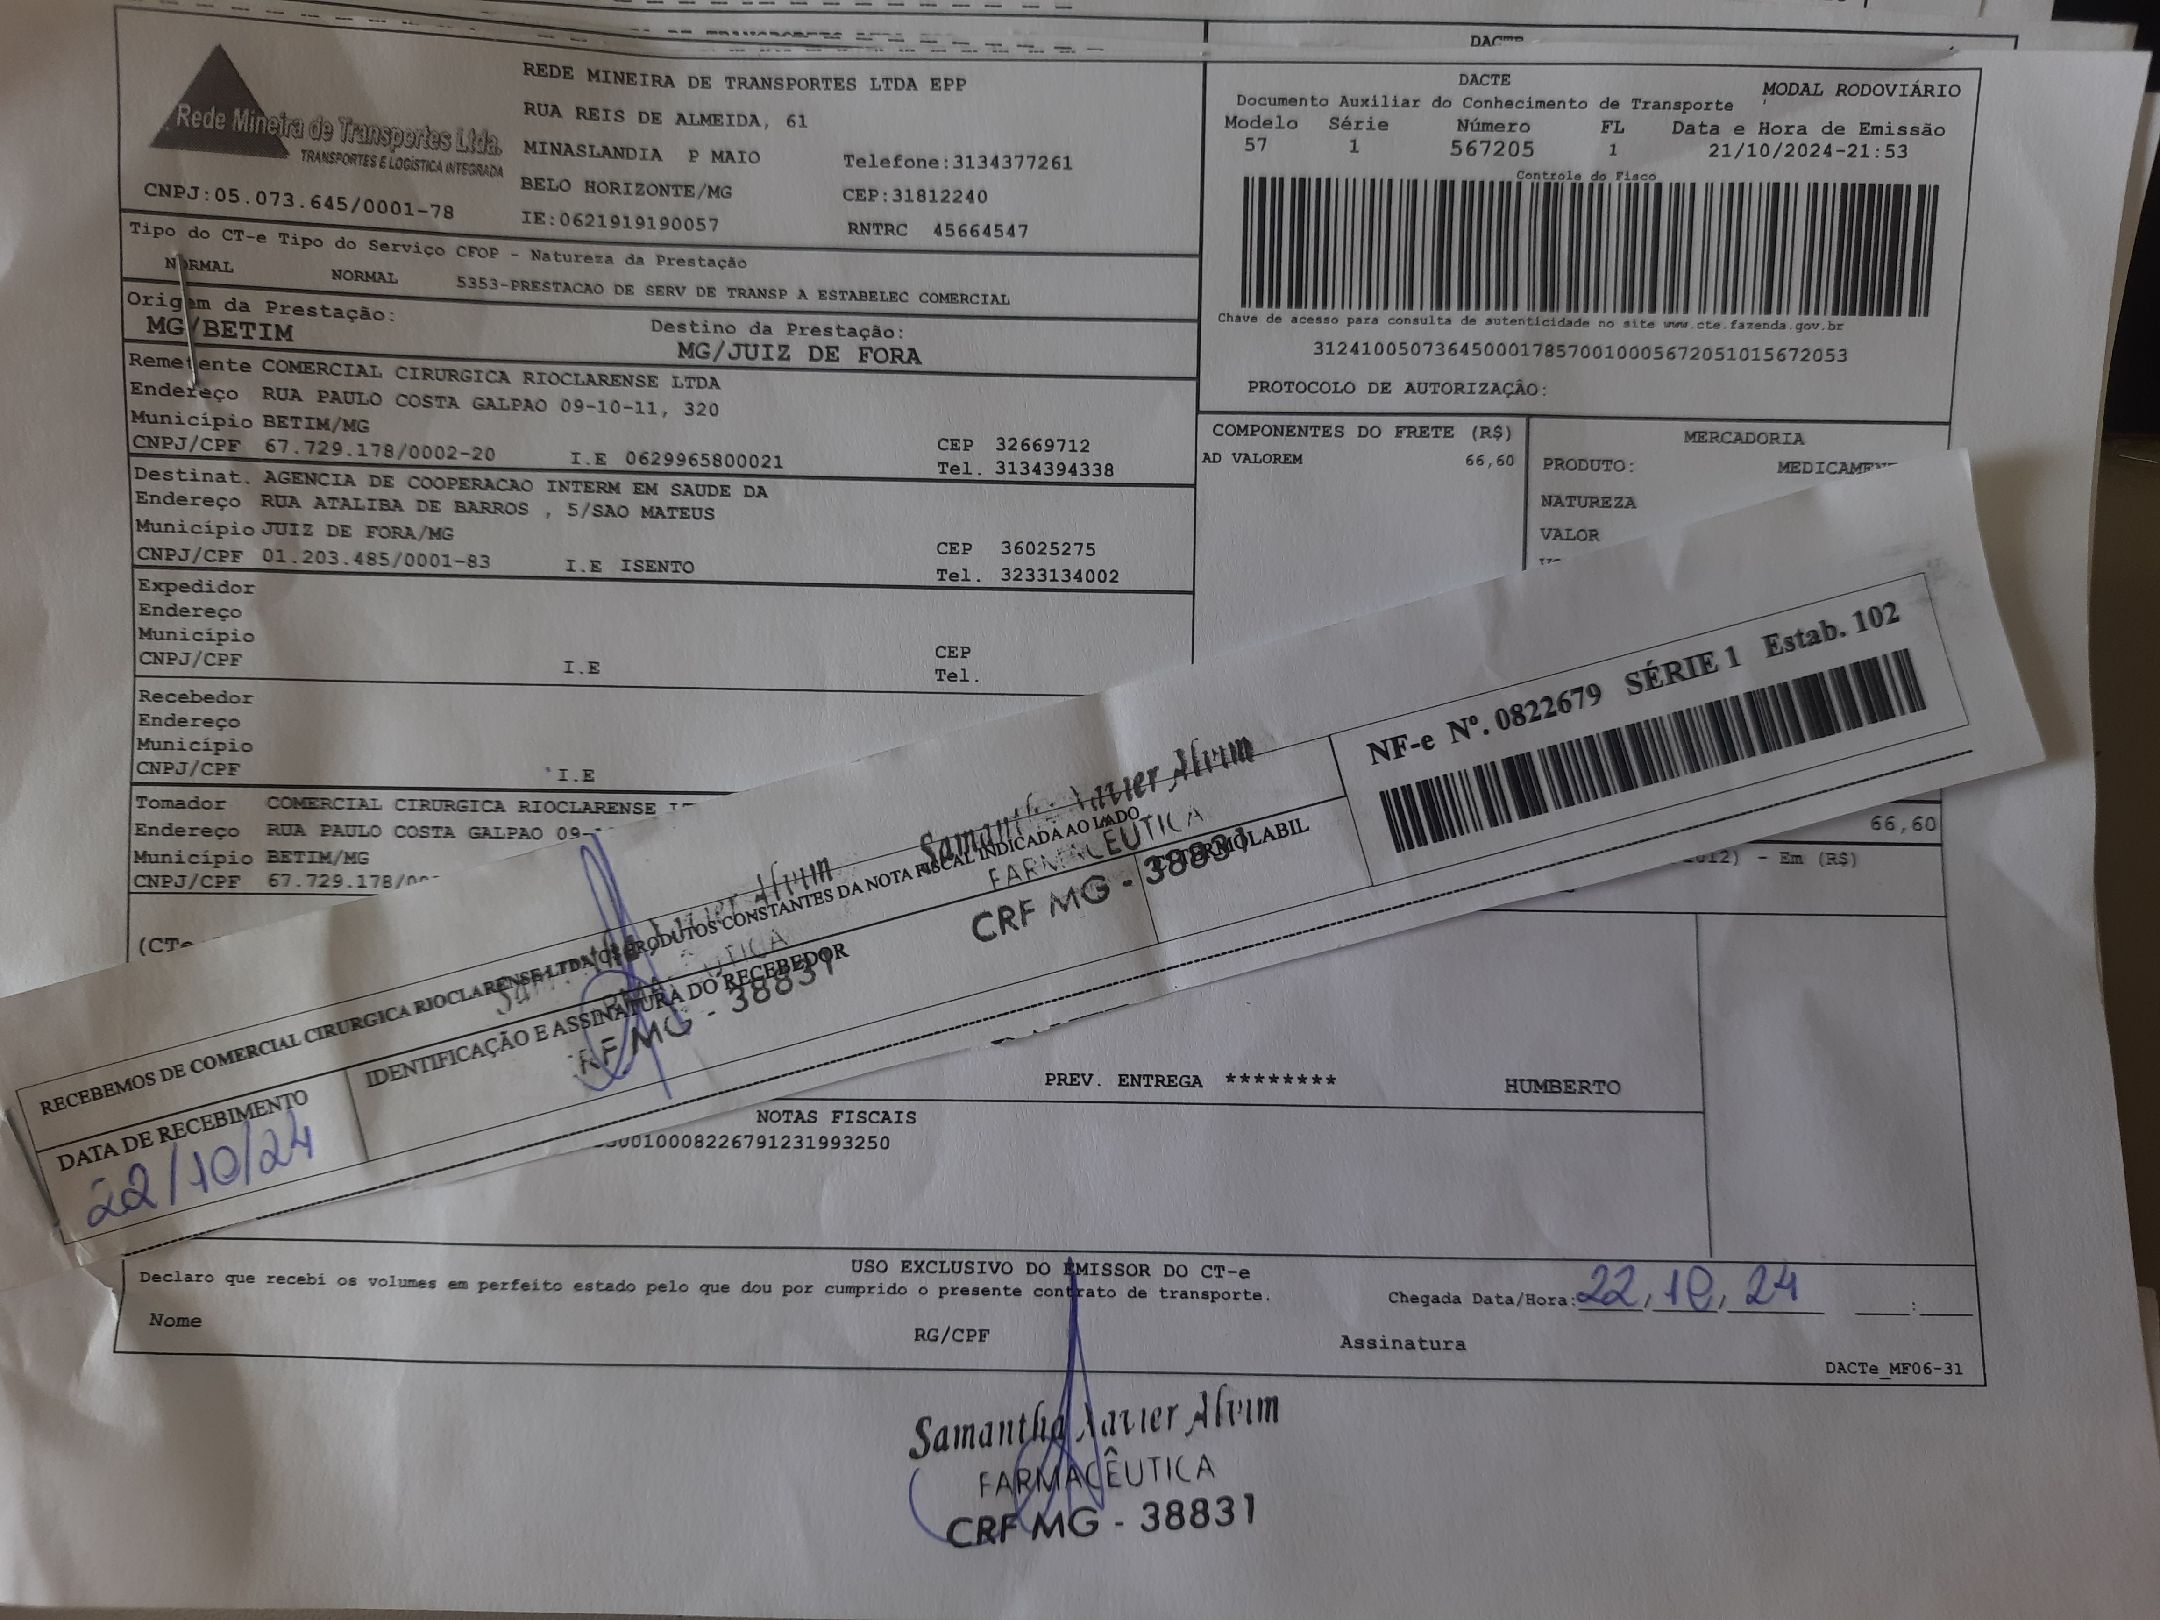 DACTE
Rede Mineira de Transportes Ltda.
TRANSPORTES E LOGÍSTICA INTEGRADA
CNPJ:05.073.645/0001-78
REDE MINEIRA DE TRANSPORTES LTDA EPP
RUA REIS DE ALMEIDA, 61
MINASLANDIA P MAIO Telefone:3134377261
BELO HORIZONTE/MG CEP:31812240
IE:0621919190057 RNTRC 45664547
DACTE MODAL RODOVIÁRIO
Documento Auxiliar do Conhecimento de Transporte
Modelo Série Número FL Data e Hora de Emissão
57 1 567205 1 21/10/2024-21:53
Controle do Fisco
Chave de acesso para consulta de autenticidade no site www.cte.fazenda.gov.br
31241005073645000178570010005672051015672053
PROTOCOLO DE AUTORIZAÇÂO:
Tipo do CT-e Tipo do Serviço CFOP - Natureza da Prestação
NORMAL NORMAL 5353-PRESTACAO DE SERV DE TRANSP A ESTABELEC COMERCIAL
Origem da Prestação: Destino da Prestação:
MG/BETIM MG/JUIZ DE FORA
Remetente COMERCIAL CIRURGICA RIOCLARENSE LTDA
Endereço RUA PAULO COSTA GALPAO 09-10-11, 320
Município BETIM/MG CEP 32669712
CNPJ/CPF 67.729.178/0002-20 I.E 0629965800021 Tel. 3134394338
Destinat. AGENCIA DE COOPERACAO INTERM EM SAUDE DA
Endereço RUA ATALIBA DE BARROS , 5/SAO MATEUS
Município JUIZ DE FORA/MG CEP 36025275
CNPJ/CPF 01.203.485/0001-83 I.E ISENTO Tel. 3233134002
Expedidor
Endereço
Município CEP
CNPJ/CPF I.E Tel.
Recebedor
Endereço
Município
CNPJ/CPF I.E
Tomador COMERCIAL CIRURGICA RIOCLARENSE
Endereço RUA PAULO COSTA GALPAO 09-
Município BETIM/MG
CNPJ/CPF 67.729.178/
COMPONENTES DO FRETE (R$) MERCADORIA
AD VALOREM 66,60 PRODUTO:
NATUREZA
VALOR
66,60
- Em (R$)
NF-e Nº. 0822679 SÉRIE 1 Estab. 102
RECEBEMOS DE COMERCIAL CIRURGICA RIOCLARENSE LTDA OS PRODUTOS CONSTANTES DA NOTA FISCAL INDICADA AO LADO
DATA DE RECEBIMENTO IDENTIFICAÇÃO E ASSINATURA DO RECEBEDOR
22/10/24
Samantha Xavier Alvim
FARMACÊUTICA
CRF MG - 38831
Samantha Xavier Alvim
FARMACÊUTICA
CRF MG - 38831
PREV. ENTREGA ******** HUMBERTO
NOTAS FISCAIS
0010008226791231993250
USO EXCLUSIVO DO EMISSOR DO CT-e
Declaro que recebi os volumes em perfeito estado pelo que dou por cumprido o presente contrato de transporte.
Chegada Data/Hora: 22, 10, 24 :
Nome RG/CPF Assinatura
DACTe_MF06-31
Samantha Xavier Alvim
FARMACÊUTICA
CRF MG - 38831